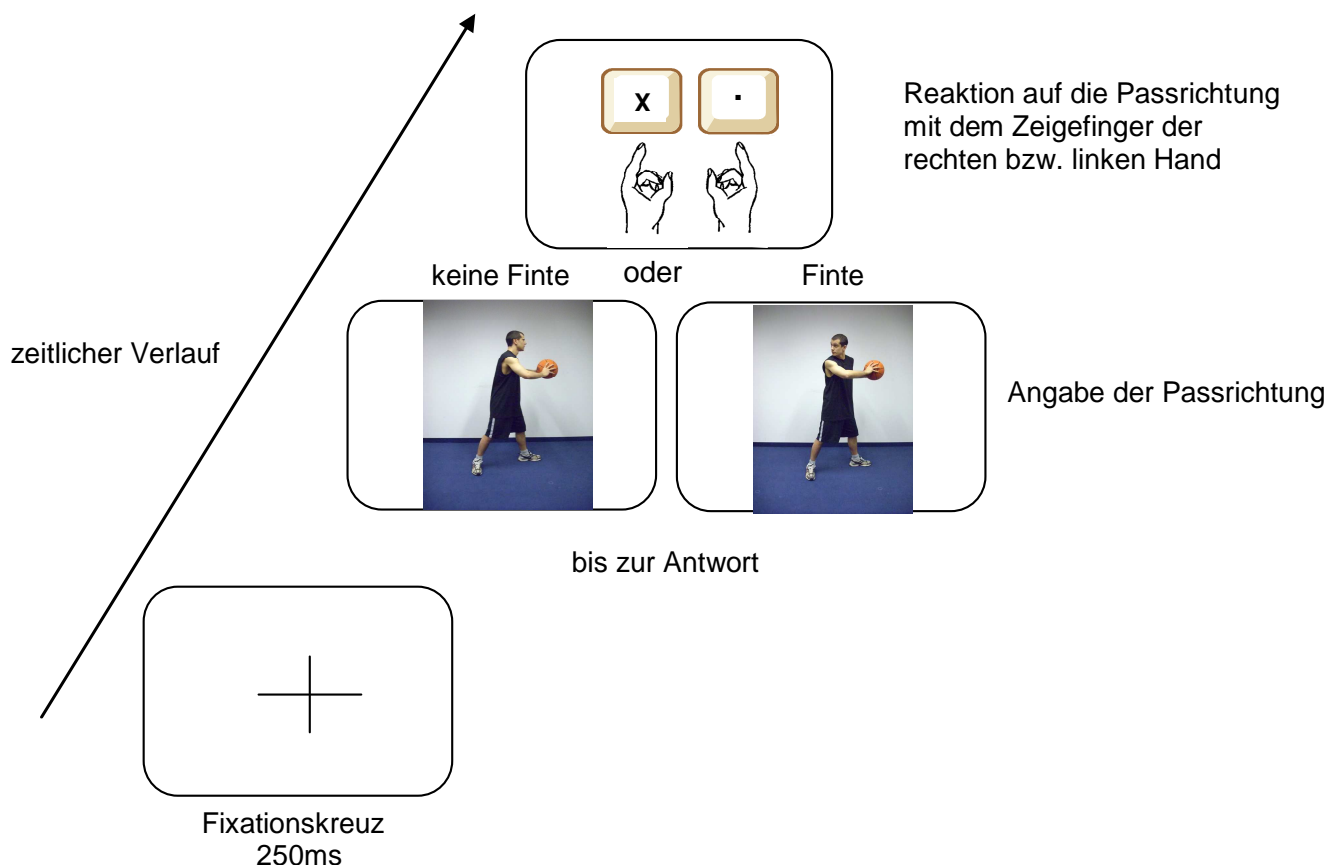 X .
Reaktion auf die Passrichtung
mit dem Zeigefinger der
rechten bzw. linken Hand
keine Finte oder Finte
zeitlicher Verlauf
Angabe der Passrichtung
bis zur Antwort
Fixationskreuz
250ms